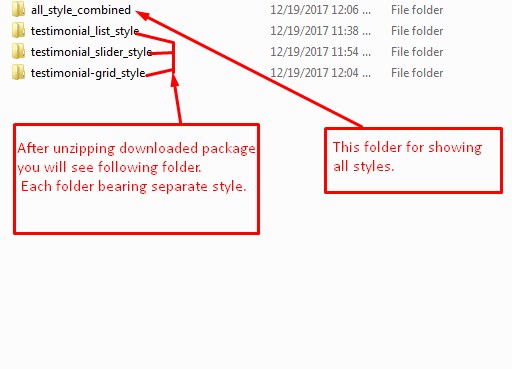 all_style_combined 12/19/2017 12:06 ... File folder
testimonial_list_style 12/19/2017 11:38 ... File folder
testimonial_slider_style 12/19/2017 11:54 ... File folder
testimonial-grid_style 12/19/2017 12:04 ... File folder
After unzipping downloaded package
you will see following folder.
Each folder bearing separate style.
This folder for showing
all styles.